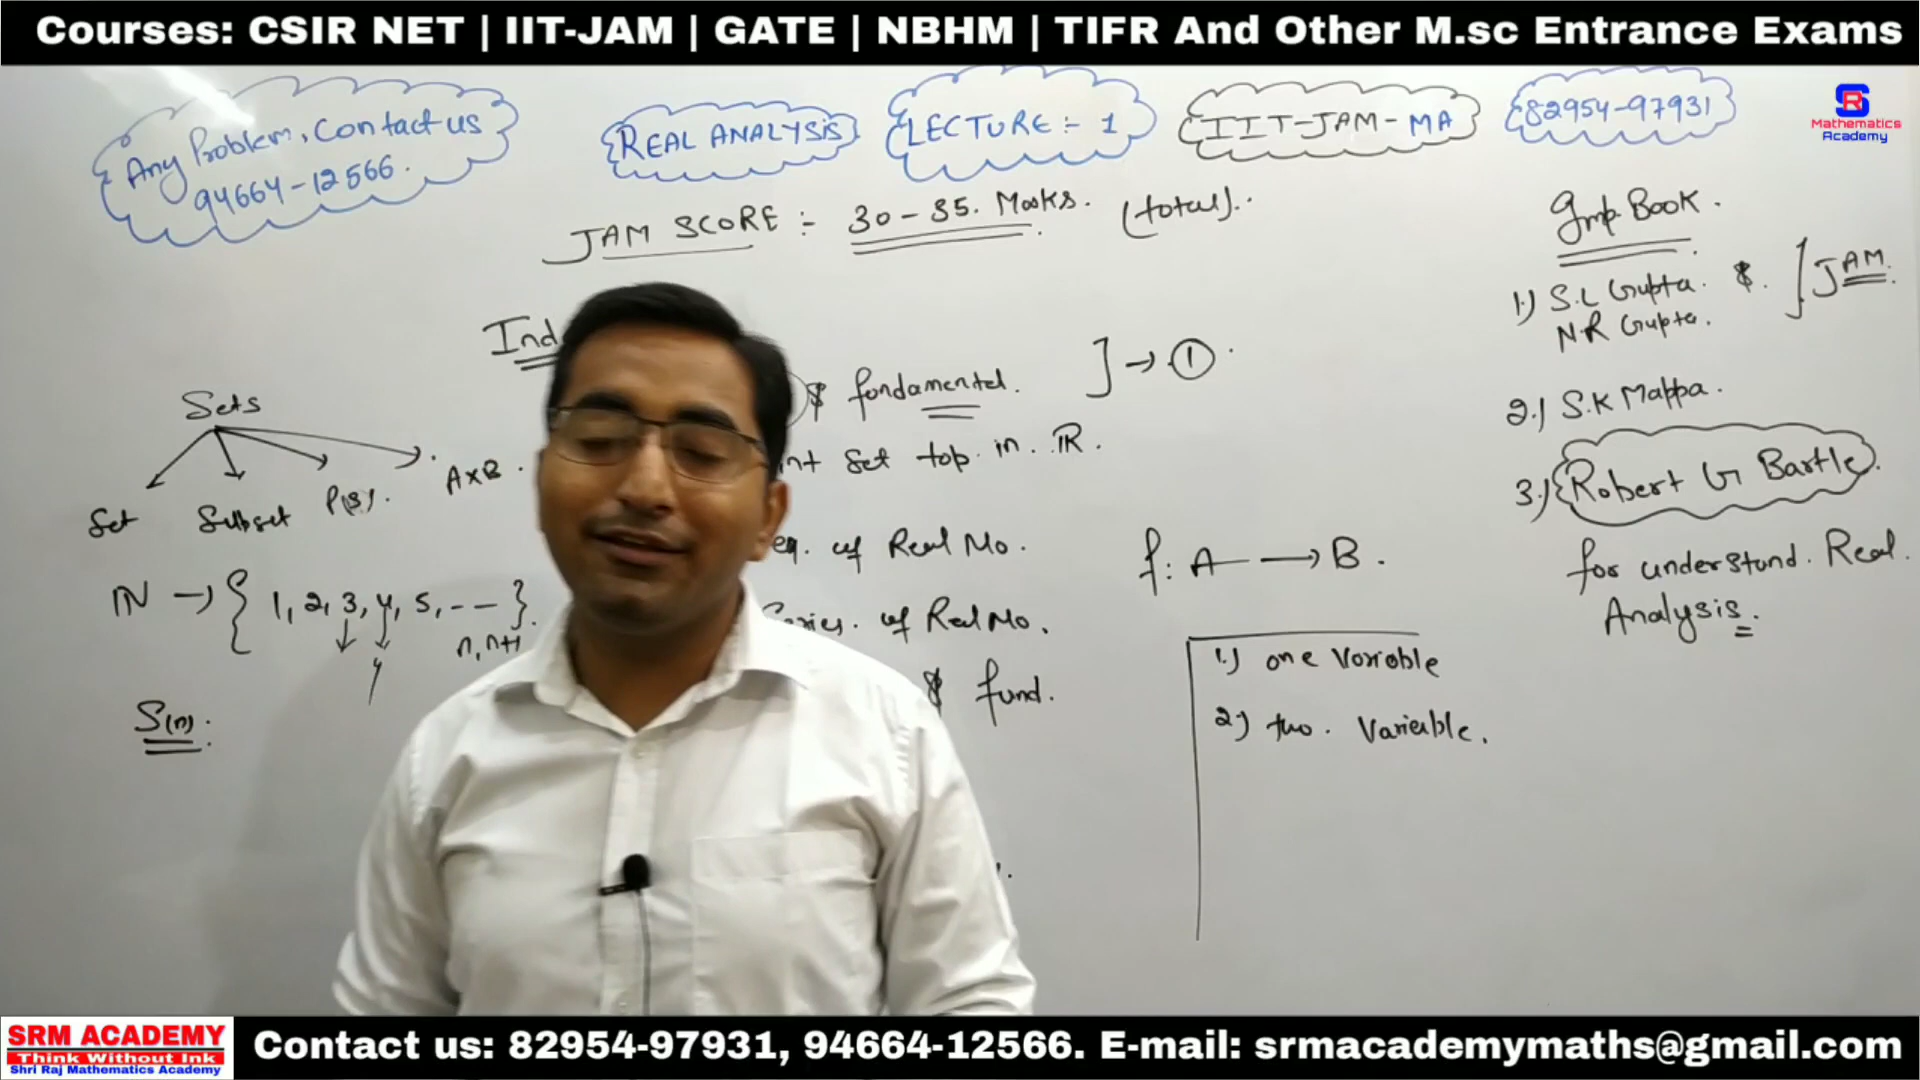 Courses: CSIR NET | IIT-JAM | GATE | NBHM | TIFR And Other M.sc Entrance Exams
Any Problem, Contact us
94664-12566.
REAL ANALYSIS
LECTURE :- 1
IIT-JAM-MA
82954-97931
SR
Mathematics
Academy
JAM SCORE :- 30-35. Marks. (total).
Imp. Book.
1.) S.L Gupta. &
N.R Gupta.
JAM.
2.) S.K Mappa.
3.) Robert G Bartle.
for understand. Real.
Analysis.
Ind
& fundamental. ] → 1
int Set top. in. ℝ.
eq. of Real No.
Series. of Real No.
& fund.
Sets
Set Subset P(S). A×B.
ℕ → { 1, 2, 3, 4, 5, -- }.
n, n+1
S(n).
f: A → B.
1.) one Variable
2.) two. Variable.
SRM ACADEMY
Think Without Ink
Shri Raj Mathematics Academy
Contact us: 82954-97931, 94664-12566. E-mail: srmacademymaths@gmail.com